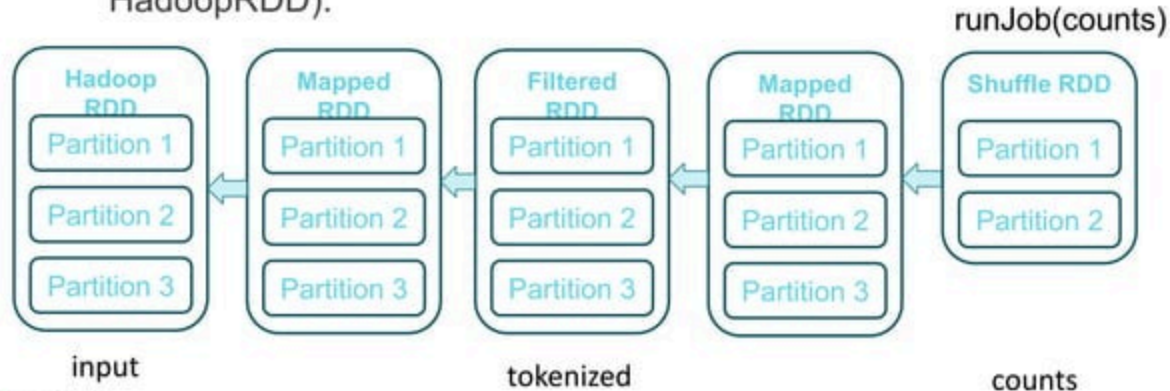 HadoopRDD).
runJob(counts)
Hadoop
RDD
Partition 1
Partition 2
Partition 3
input
Mapped
RDD
Partition 1
Partition 2
Partition 3
Filtered
RDD
Partition 1
Partition 2
Partition 3
tokenized
Mapped
RDD
Partition 1
Partition 2
Partition 3
Shuffle RDD
Partition 1
Partition 2
counts